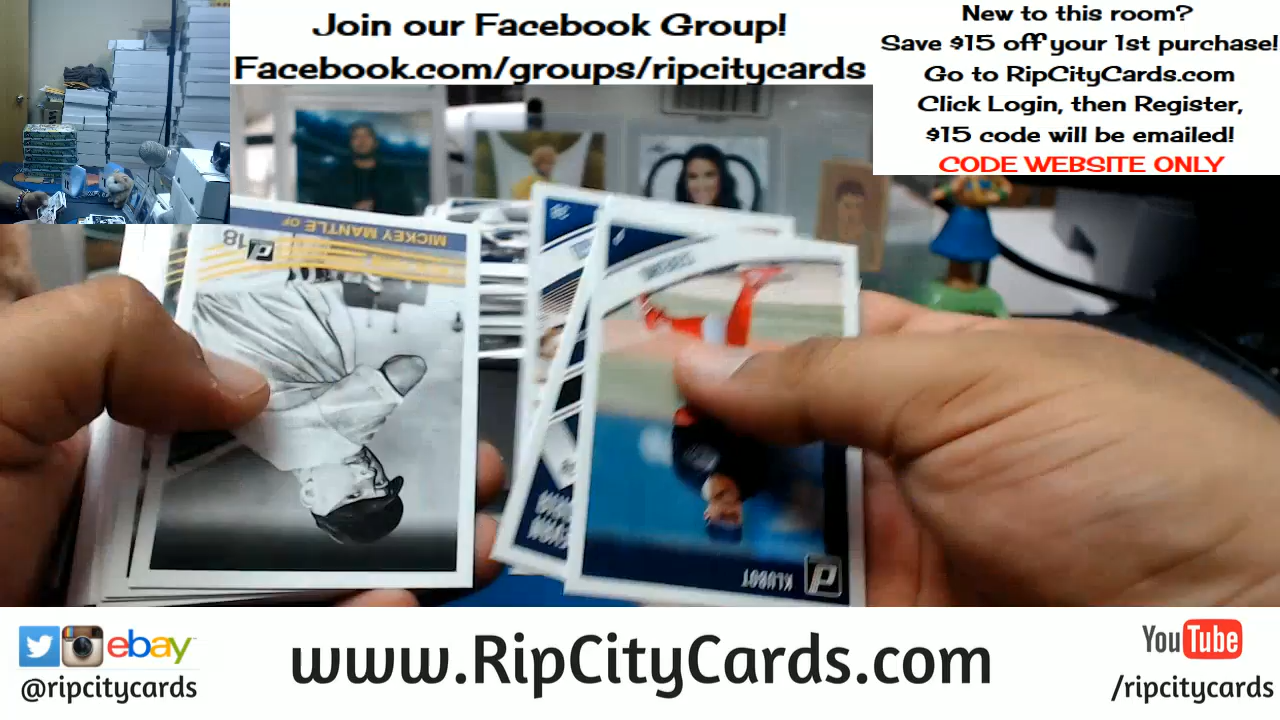 Join our Facebook Group!
Facebook.com/groups/ripcitycards
New to this room?
Save $15 off your 1st purchase!
Go to RipCityCards.com
Click Login, then Register,
$15 code will be emailed!
CODE WEBSITE ONLY
MICKEY MANTLE OF
18
KLUBOT
ebay
@ripcitycards
www.RipCityCards.com
YouTube
/ripcitycards